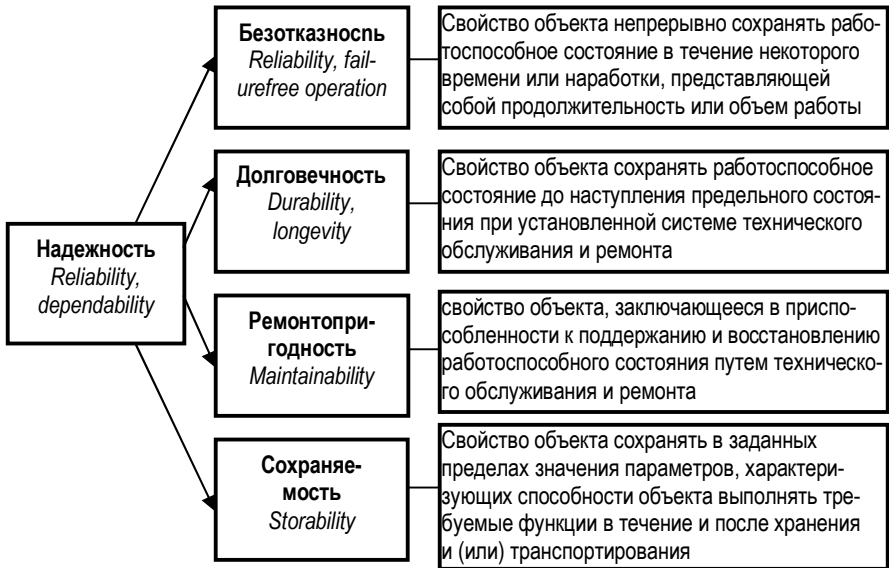 Безотказноспь
Reliability, fail-
urefree operation
Свойство объекта непрерывно сохранять рабо-
тоспособное состояние в течение некоторого
времени или наработки, представляющей
собой продолжительность или объем работы
Долговечность
Durability,
longevity
Свойство объекта сохранять работоспособное
состояние до наступления предельного состоя-
ния при установленной системе технического
обслуживания и ремонта
Надежность
Reliability,
dependability
Ремонтопри-
годность
Maintainability
свойство объекта, заключающееся в приспо-
собленности к поддержанию и восстановлению
работоспособного состояния путем техническо-
го обслуживания и ремонта
Сохраняе-
мость
Storability
Свойство объекта сохранять в заданных
пределах значения параметров, характери-
зующих способности объекта выполнять тре-
буемые функции в течение и после хранения
и (или) транспортирования